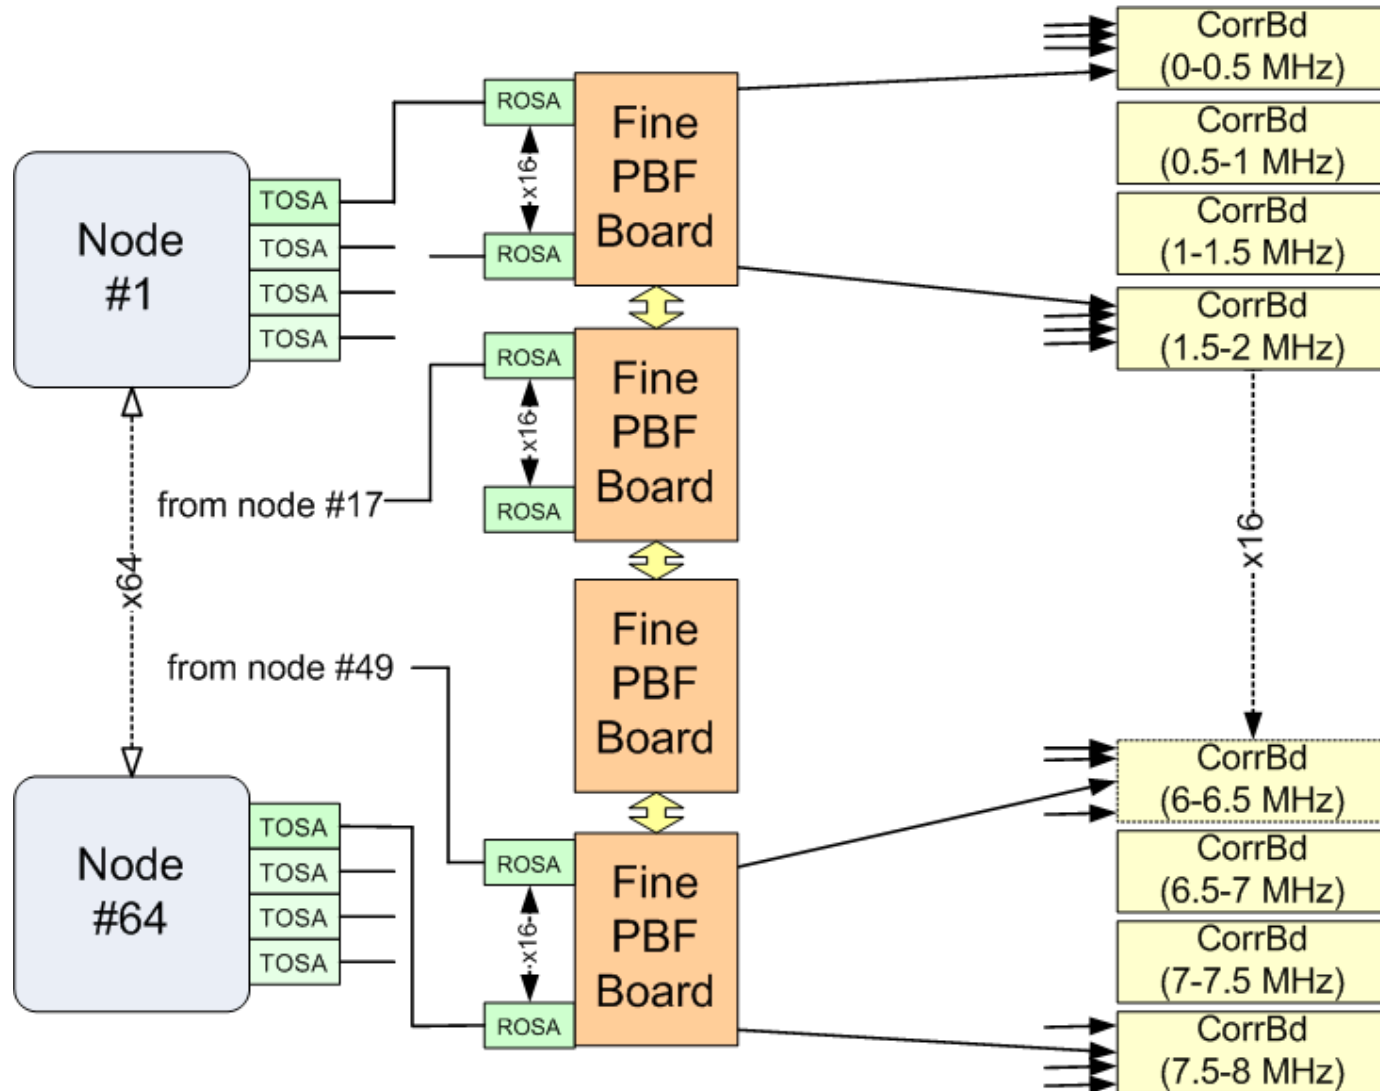 Node
#1
TOSA
TOSA
TOSA
TOSA
x64
Node
#64
TOSA
TOSA
TOSA
TOSA
from node #17
from node #49
ROSA
x16
ROSA
Fine
PBF
Board
ROSA
x16
ROSA
Fine
PBF
Board
Fine
PBF
Board
ROSA
x16
ROSA
Fine
PBF
Board
CorrBd
(0-0.5 MHz)
CorrBd
(0.5-1 MHz)
CorrBd
(1-1.5 MHz)
CorrBd
(1.5-2 MHz)
x16
CorrBd
(6-6.5 MHz)
CorrBd
(6.5-7 MHz)
CorrBd
(7-7.5 MHz)
CorrBd
(7.5-8 MHz)